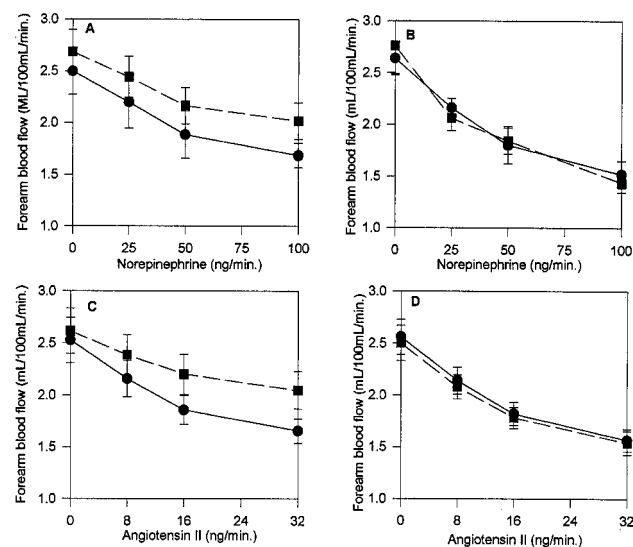 A
Forearm blood flow (ML/100mL/min.)
3.0
2.5
2.0
1.5
1.0
0 25 50 75 100
Norepinephrine (ng/min.)
B
Forearm blood flow (mL/100mL/min.)
3.0
2.5
2.0
1.5
1.0
0 25 50 75 100
Norepinephrine (ng/min.)
C
Forearm blood flow (mL/100mL/min.)
3.0
2.5
2.0
1.5
1.0
0 8 16 24 32
Angiotensin II (ng/min.)
D
Forearm blood flow (mL/100mL/min.)
3.0
2.5
2.0
1.5
1.0
0 8 16 24 32
Angiotensin II (ng/min.)